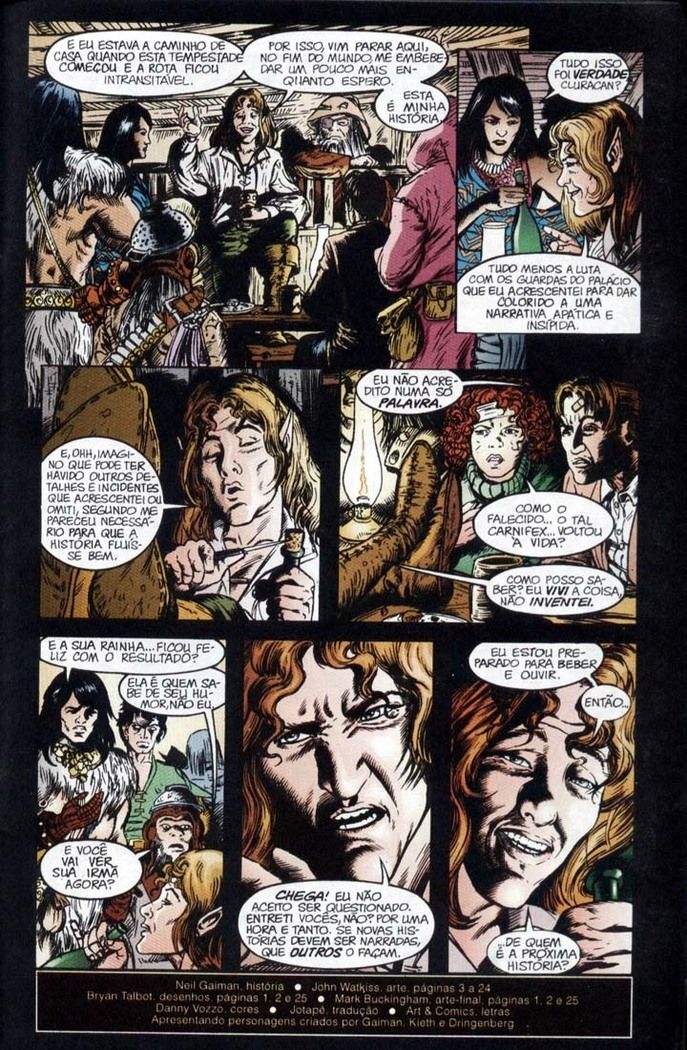 E EU ESTAVA A CAMINHO DE
CASA QUANDO ESTA TEMPESTADE
COMEÇOU E A ROTA FICOU
INTRANSITÁVEL.
POR ISSO, VIM PARAR AQUI,
NO FIM DO MUNDO, ME EMBEBE-
DAR UM POUCO MAIS EN-
QUANTO ESPERO.
ESTA
É MINHA
HISTÓRIA.
TUDO ISSO
FOI VERDADE,
CLURACAN?
TUDO MENOS A LUTA
COM OS GUARDAS DO PALÁCIO
QUE EU ACRESCENTEI PARA DAR
COLORIDO A UMA
NARRATIVA APÁTICA E
INSÍPIDA.
E, OHH, IMAGI-
NO QUE PODE TER
HAVIDO OUTROS DE-
TALHES E INCIDENTES
QUE ACRESCENTEI OU
OMITI, SEGUNDO ME
PARECEU NECESSÁ-
RIO PARA QUE A
HISTÓRIA FLUÍS-
SE BEM.
EU NÃO ACRE-
DITO NUMA SÓ
PALAVRA.
COMO O
FALECIDO... O TAL
CARNIFEX... VOLTOU
À VIDA?
COMO POSSO SA-
BER? EU VIVI A COISA,
NÃO INVENTEI.
E A SUA RAINHA... FICOU FE-
LIZ COM O RESULTADO?
ELA É QUEM SA-
BE DE SEU HU-
MOR, NÃO EU.
E VOCÊ
VAI VER
SUA IRMÃ
AGORA?
CHEGA! EU NÃO
ACEITO SER QUESTIONADO.
ENTRETI VOCÊS, NÃO? POR UMA
HORA E TANTO. SE NOVAS HIS-
TÓRIAS DEVEM SER NARRADAS,
QUE OUTROS O FAÇAM.
EU ESTOU PRE-
PARADO PARA BEBER
E OUVIR.
ENTÃO...
...DE QUEM
É A PRÓXIMA
HISTÓRIA?
Neil Gaiman, história ● John Watkiss, arte, páginas 3 a 24
Bryan Talbot, desenhos, páginas 1, 2 e 25 ● Mark Buckingham, arte-final, páginas 1, 2 e 25
Danny Vozzo, cores ● Jotapê, tradução ● Art & Comics, letras
Apresentando personagens criados por Gaiman, Kieth e Dringenberg